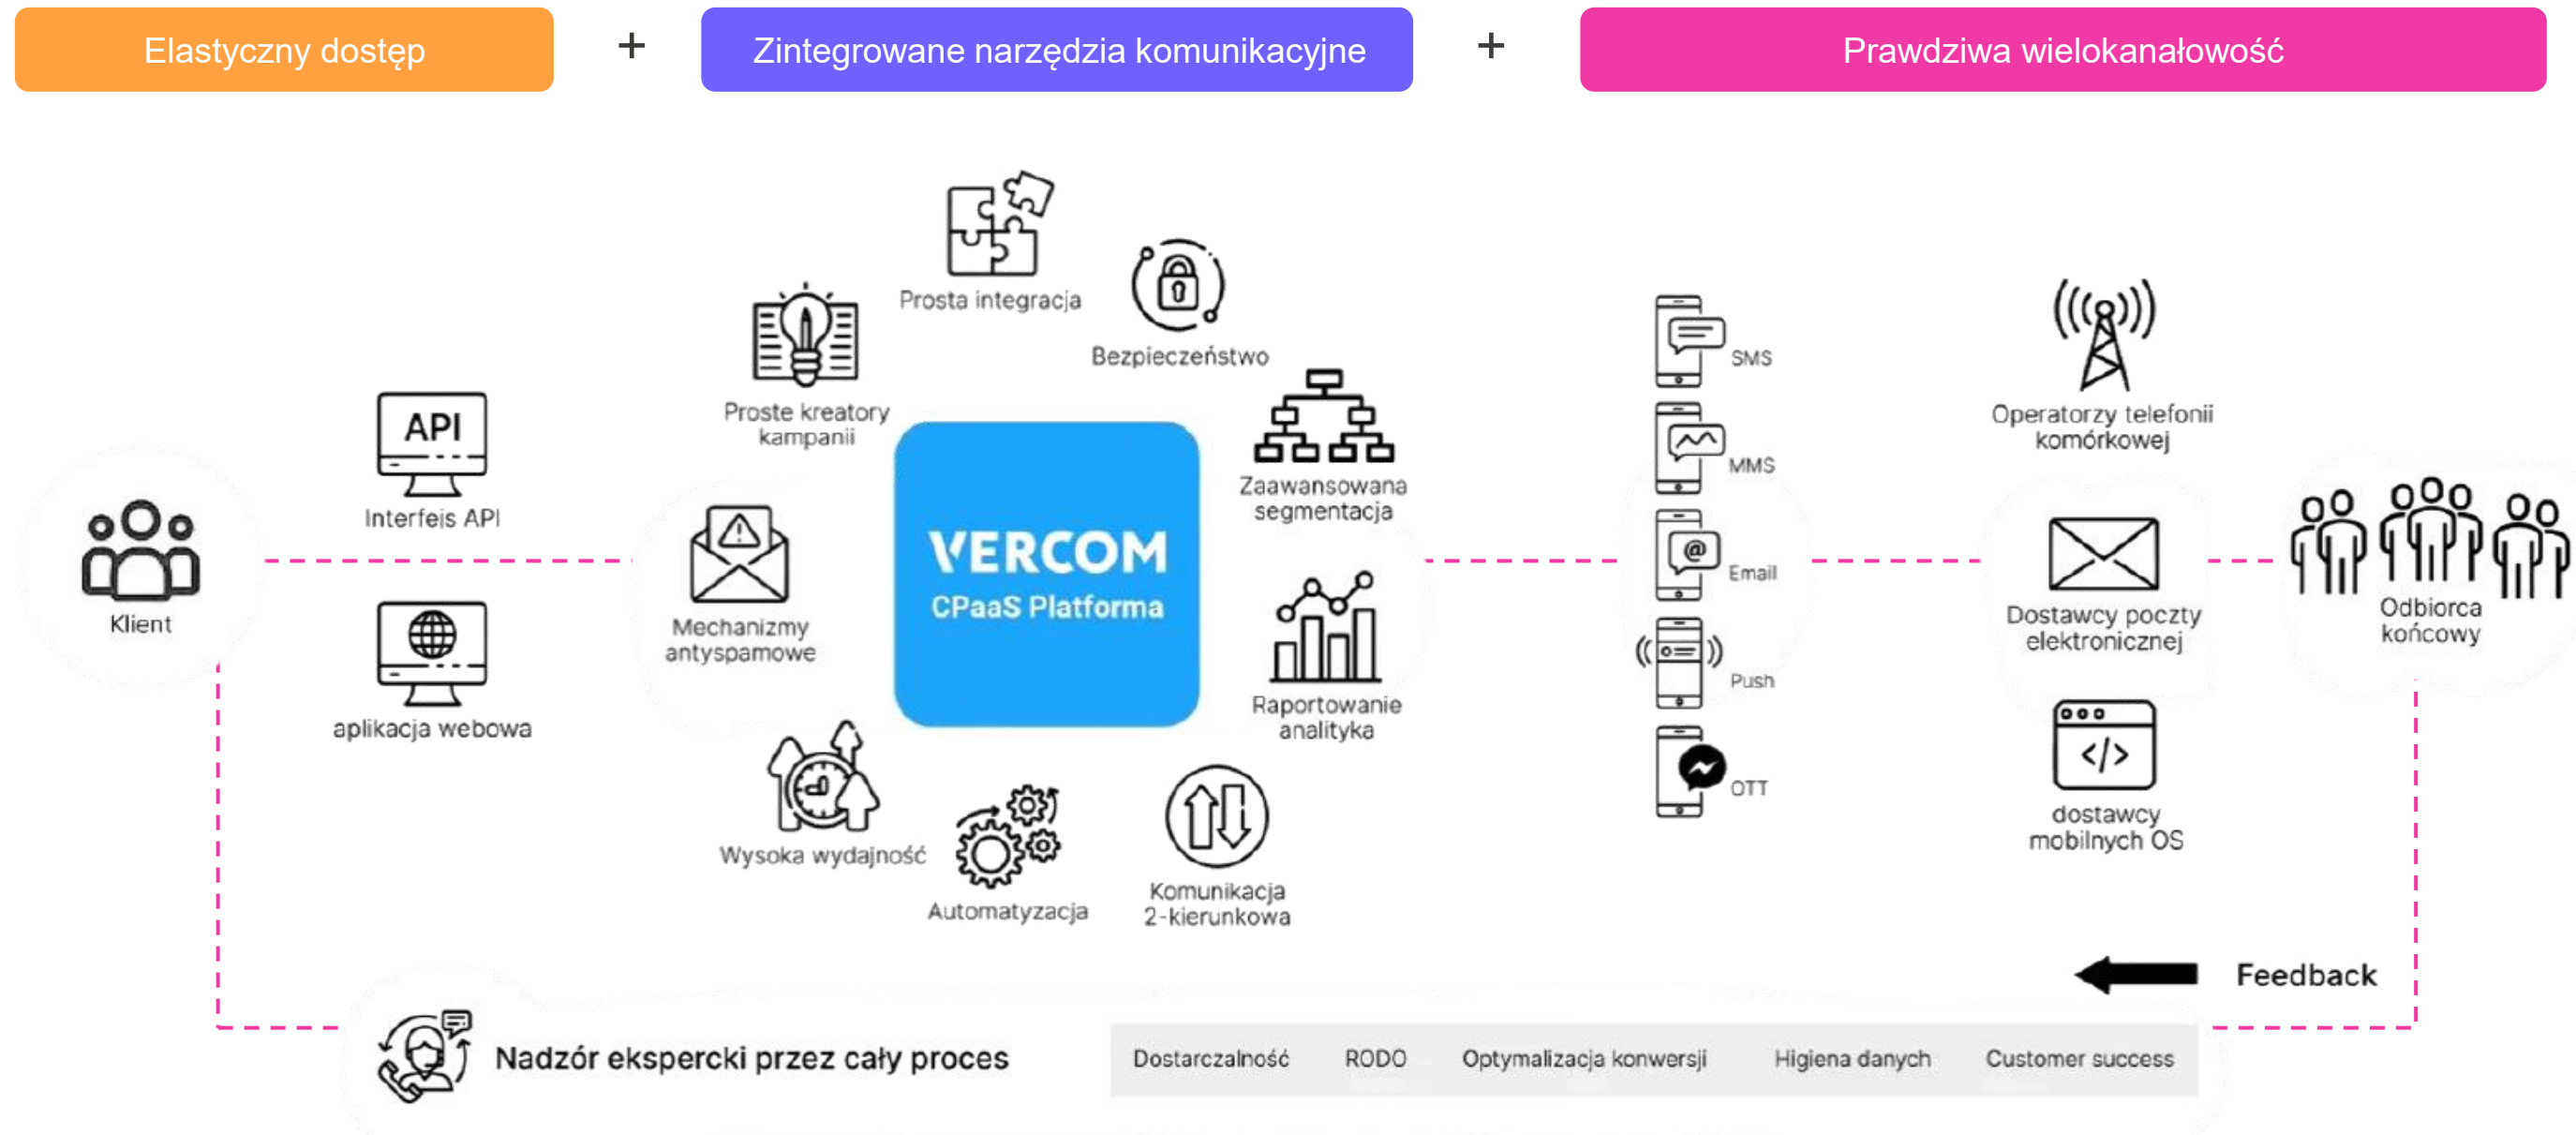 Elastyczny dostęp
+
Zintegrowane narzędzia komunikacyjne
+
Prawdziwa wielokanałowość
Klient
API
Interfeis API
aplikacja webowa
Prosta integracja
Bezpieczeństwo
Proste kreatory
kampanii
Zaawansowana
segmentacja
Mechanizmy
antyspamowe
VERCOM
CPaaS Platforma
Raportowanie
analityka
Wysoka wydajność
Automatyzacja
Komunikacja
2-kierunkowa
SMS
MMS
@
Email
Push
OTT
Operatorzy telefonii
komórkowej
Dostawcy poczty
elektronicznej
</>
dostawcy
mobilnych OS
Odbiorca
końcowy
Feedback
Nadzór ekspercki przez cały proces
Dostarczalność RODO Optymalizacja konwersji Higiena danych Customer success